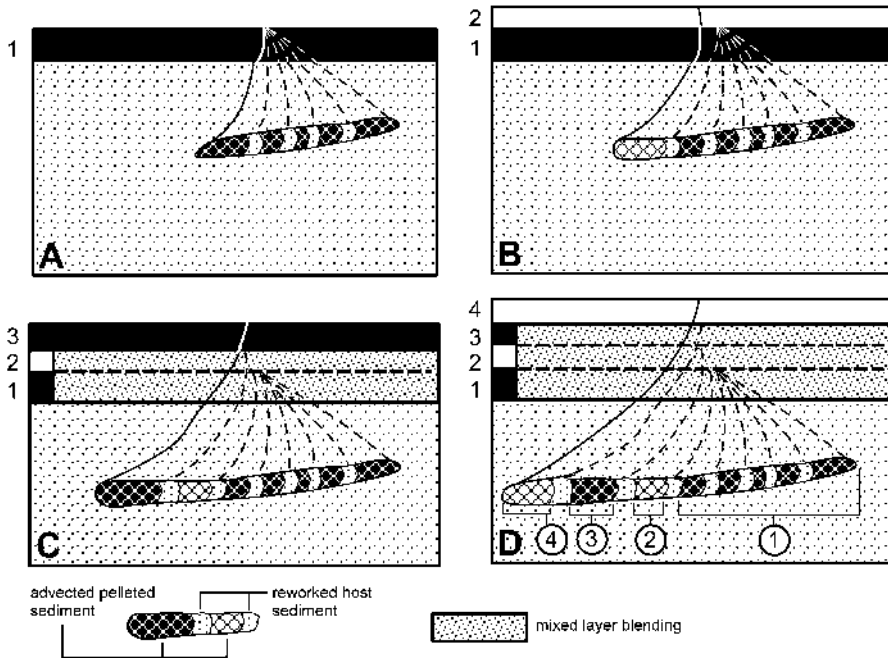 1
A
2
1
B
3
2
1
C
4
3
2
1
D
4
3
2
1
advected pelleted
sediment
reworked host
sediment
mixed layer blending